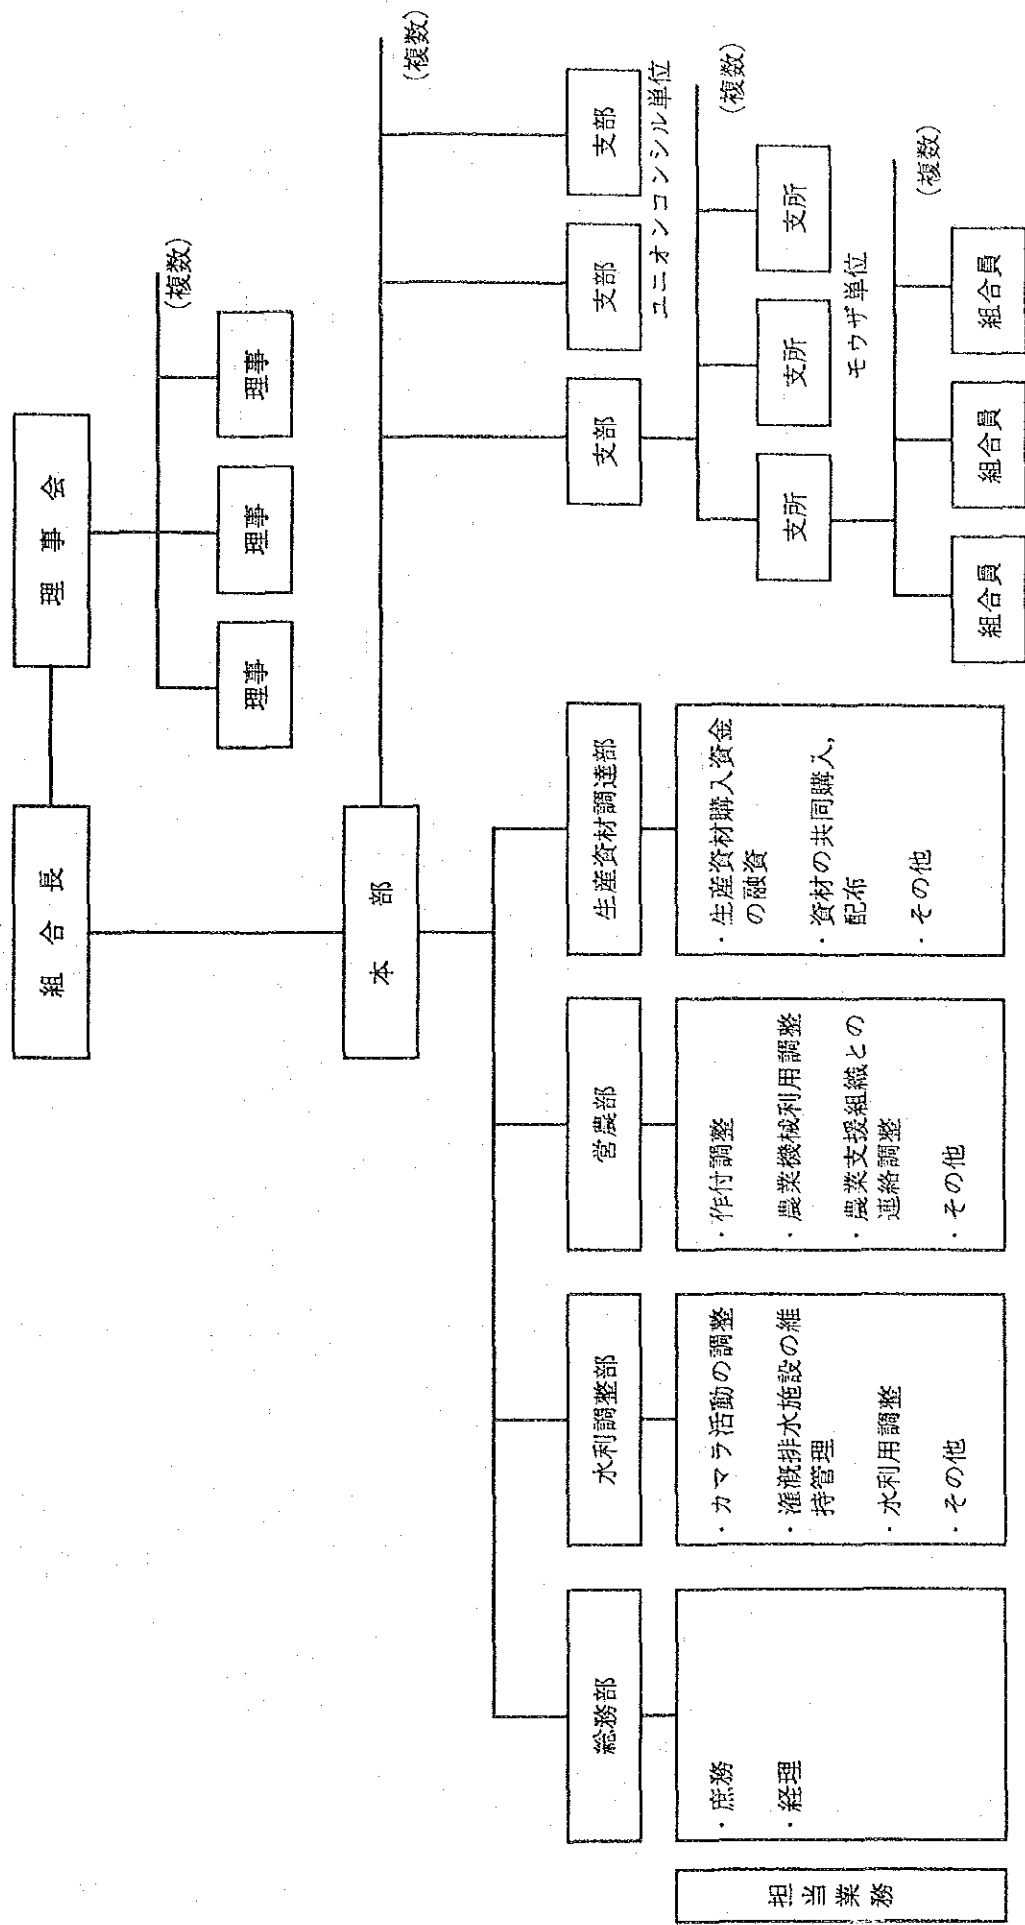 組合長
理事会
(複数)
理事
理事
理事
本部
(複数)
総務部
水利調整部
営農部
生産資材調達部
支部
支部
支部
ユニオンコンシル単位
(複数)
支所
支所
支所
モウザ単位
(複数)
組合員
組合員
組合員
担当業務
・庶務
・経理
・カマラ活動の調整
・灌漑排水施設の維
持管理
・水利用調整
・その他
・作付調整
・農業機械利用調整
・農業支援組織との
連絡調整
・その他
・生産資材購入資金
の融資
・資材の共同購入,
配布
・その他